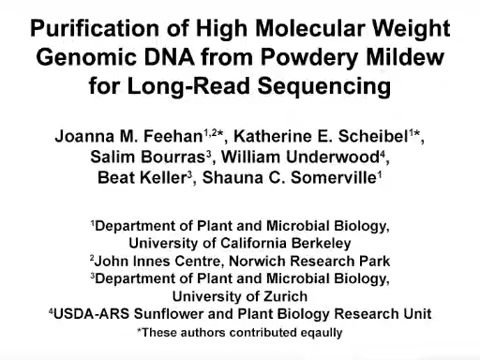 Purification of High Molecular Weight
Genomic DNA from Powdery Mildew
for Long-Read Sequencing
Joanna M. Feehan¹,²*, Katherine E. Scheibel¹*,
Salim Bourras³, William Underwood⁴,
Beat Keller³, Shauna C. Somerville¹
¹Department of Plant and Microbial Biology,
University of California Berkeley
²John Innes Centre, Norwich Research Park
³Department of Plant and Microbial Biology,
University of Zurich
⁴USDA-ARS Sunflower and Plant Biology Research Unit
*These authors contributed eqaully